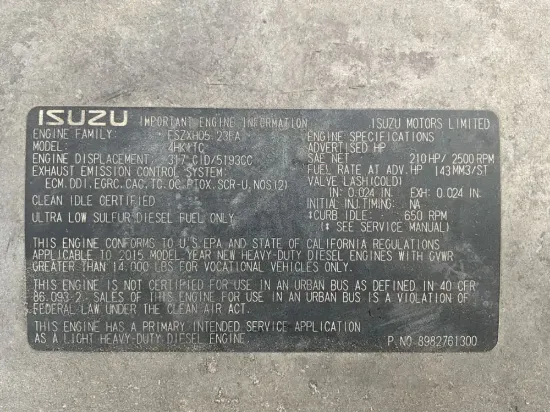 ISUZU IMPORTANT ENGINE INFORMATION ISUZU MOTORS LIMITED
ENGINE FAMILY: FSZXH05.23FA
MODEL: 4HK1TC
ENGINE DISPLACEMENT: 317 CID/5193CC
EXHAUST EMISSION CONTROL SYSTEM:
ECM, DDI, EGRC, CAC, TC, OC, PTOX, SCR-U, NOS(2)
CLEAN IDLE CERTIFIED
ULTRA LOW SULFUR DIESEL FUEL ONLY
ENGINE SPECIFICATIONS
ADVERTISED HP
SAE NET 210 HP/ 2500 RPM
FUEL RATE AT ADV. HP 143 MM3/ST
VALVE LASH(COLD)
IN: 0.024 IN. EXH: 0.024 IN.
INITIAL INJ. TIMING: NA
*CURB IDLE: 650 RPM
(* SEE SERVICE MANUAL)
THIS ENGINE CONFORMS TO U.S. EPA AND STATE OF CALIFORNIA REGULATIONS
APPLICABLE TO 2015 MODEL YEAR NEW HEAVY-DUTY DIESEL ENGINES WITH GVWR
GREATER THAN 14,000 LBS FOR VOCATIONAL VEHICLES ONLY.
THIS ENGINE IS NOT CERTIFIED FOR USE IN AN URBAN BUS AS DEFINED IN 40 CFR
86.093-2. SALES OF THIS ENGINE FOR USE IN AN URBAN BUS IS A VIOLATION OF
FEDERAL LAW UNDER THE CLEAN AIR ACT.
THIS ENGINE HAS A PRIMARY INTENDED SERVICE APPLICATION
AS A LIGHT HEAVY-DUTY DIESEL ENGINE.
P.NO 8982761300